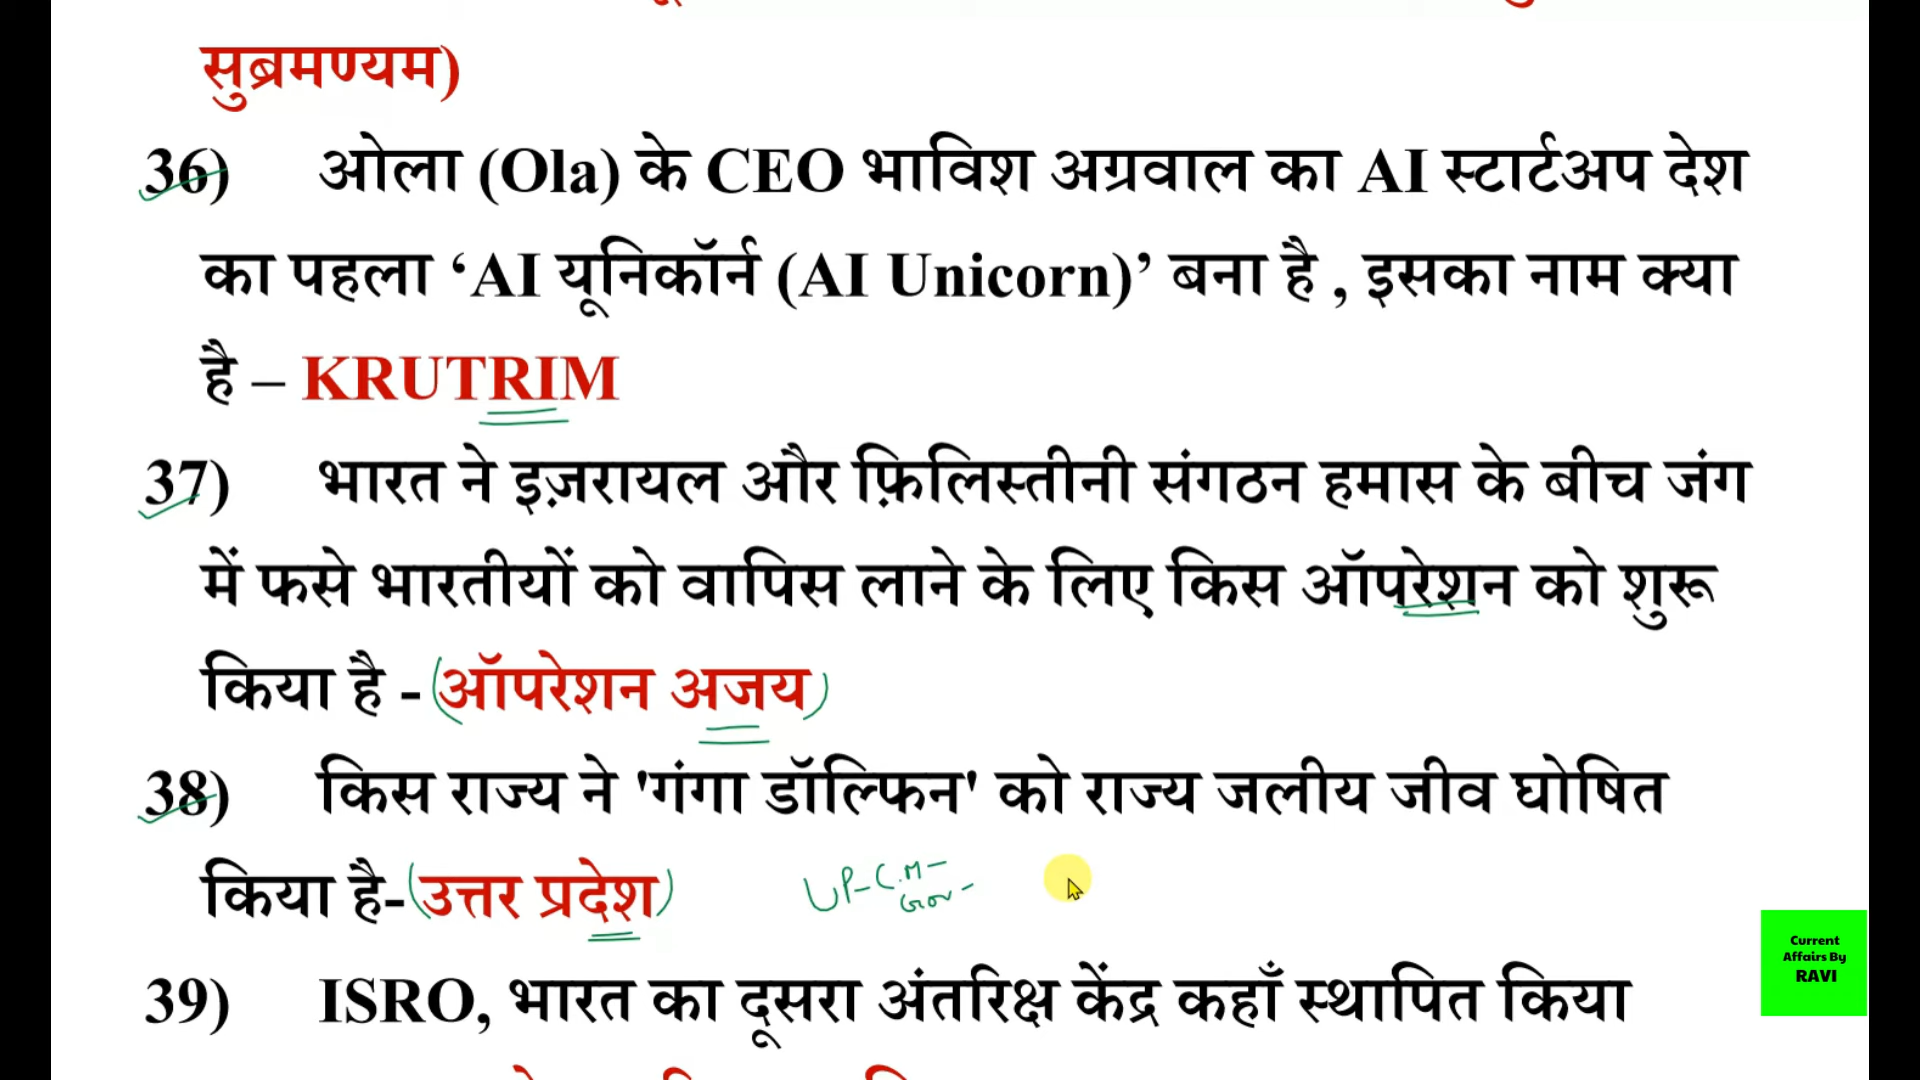 सुब्रमण्यम)
36) ओला (Ola) के CEO भाविश अग्रवाल का AI स्टार्टअप देश
का पहला ‘AI यूनिकॉर्न (AI Unicorn)’ बना है , इसका नाम क्या
है – KRUTRIM
37) भारत ने इज़रायल और फ़िलिस्तीनी संगठन हमास के बीच जंग
में फसे भारतीयों को वापिस लाने के लिए किस ऑपरेशन को शुरू
किया है - (ऑपरेशन अजय)
38) किस राज्य ने 'गंगा डॉल्फिन' को राज्य जलीय जीव घोषित
किया है-(उत्तर प्रदेश) UP-C.M-
Gov-
39) ISRO, भारत का दूसरा अंतरिक्ष केंद्र कहाँ स्थापित किया
Current
Affairs By
RAVI